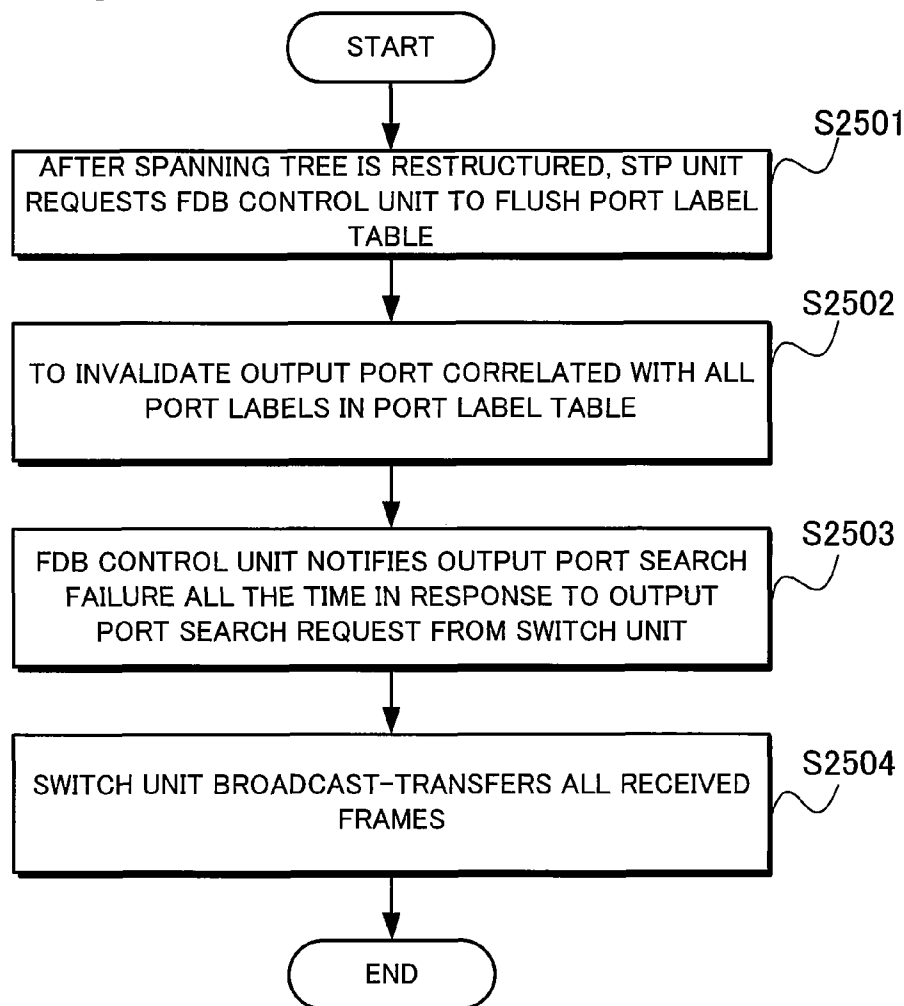 START
S2501
AFTER SPANNING TREE IS RESTRUCTURED, STP UNIT
REQUESTS FDB CONTROL UNIT TO FLUSH PORT LABEL
TABLE
S2502
TO INVALIDATE OUTPUT PORT CORRELATED WITH ALL
PORT LABELS IN PORT LABEL TABLE
S2503
FDB CONTROL UNIT NOTIFIES OUTPUT PORT SEARCH
FAILURE ALL THE TIME IN RESPONSE TO OUTPUT
PORT SEARCH REQUEST FROM SWITCH UNIT
S2504
SWITCH UNIT BROADCAST-TRANSFERS ALL RECEIVED
FRAMES
END